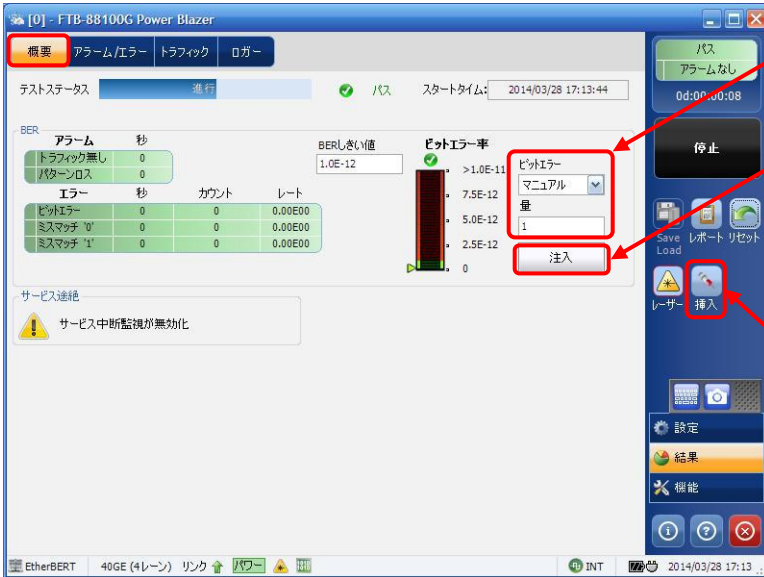 [0] - FTB-88100G Power Blazer
概要 アラーム/エラー トラフィック ロガー
テストステータス 進行 パス スタートタイム: 2014/03/28 17:13:44
BER
アラーム 秒
トラフィック無し 0
パターンロス 0
エラー 秒 カウント レート
ビットエラー 0 0 0.00E00
ミスマッチ '0' 0 0 0.00E00
ミスマッチ '1' 0 0 0.00E00
BERしきい値
1.0E-12
ビットエラー率
>1.0E-11
7.5E-12
5.0E-12
2.5E-12
0
ビットエラー
マニュアル
量
1
注入
サービス途絶
サービス中断監視が無効化
パス
アラームなし
0d:00:00:08
停止
Save
Load
レポート
リセット
レーザー
挿入
設定
結果
機能
EtherBERT 40GE (4レーン) リンク パワー INT 2014/03/28 17:13